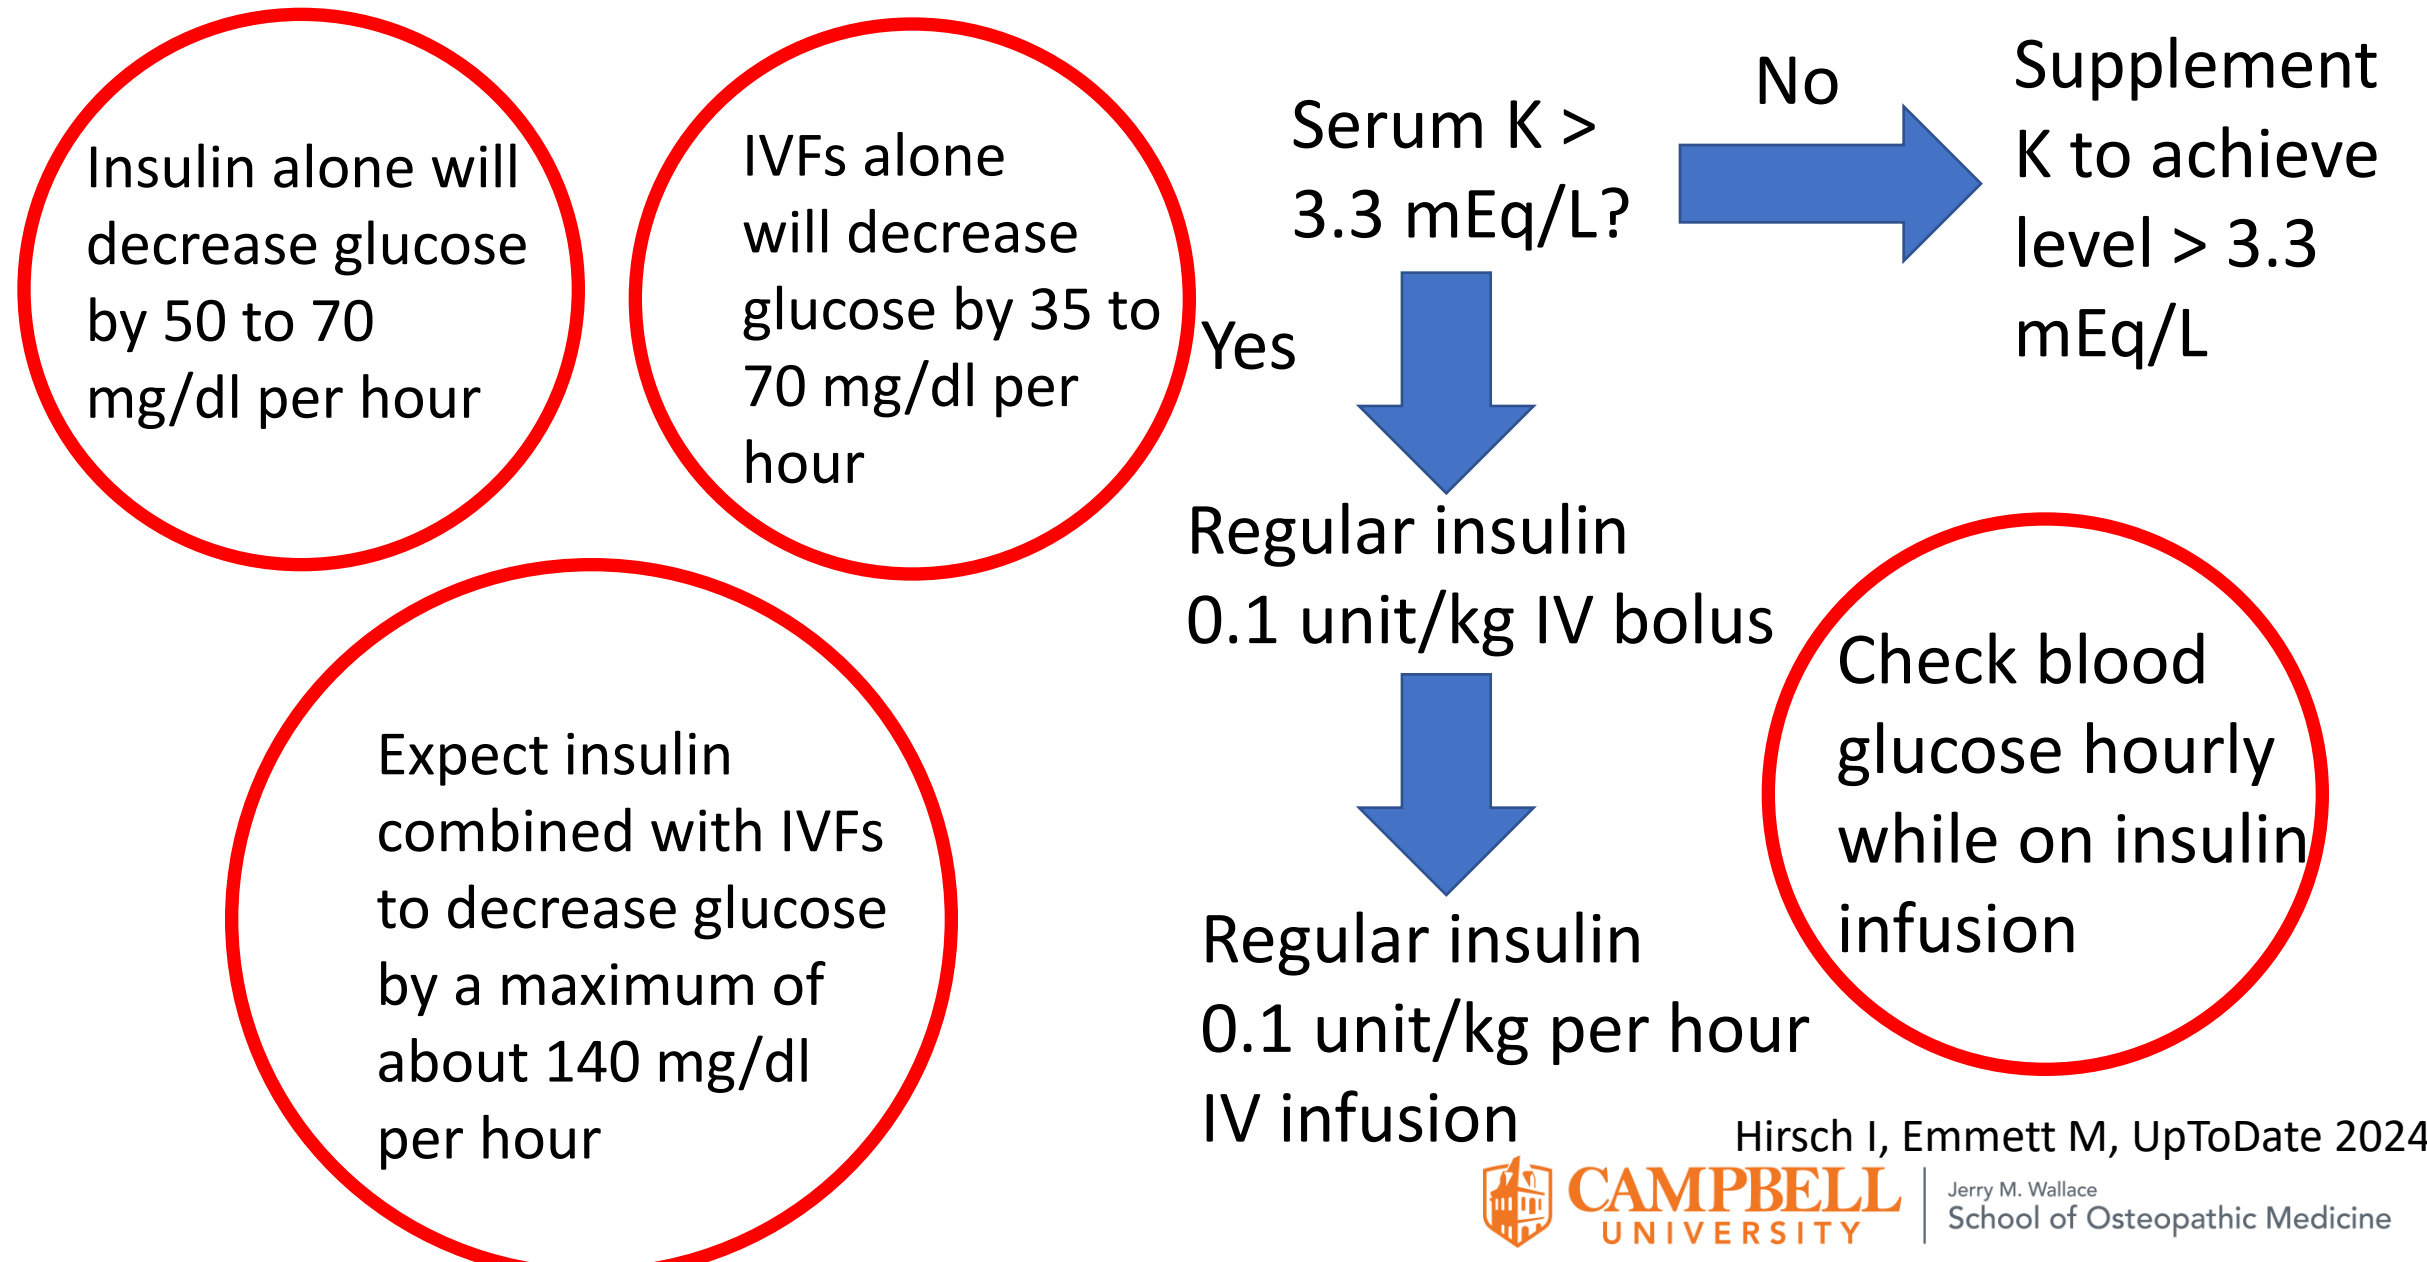 Insulin alone will
decrease glucose
by 50 to 70
mg/dl per hour
IVFs alone
will decrease
glucose by 35 to
70 mg/dl per
hour
Expect insulin
combined with IVFs
to decrease glucose
by a maximum of
about 140 mg/dl
per hour
Serum K >
3.3 mEq/L?
No
Supplement
K to achieve
level > 3.3
mEq/L
Yes
Regular insulin
0.1 unit/kg IV bolus
Regular insulin
0.1 unit/kg per hour
IV infusion
Check blood
glucose hourly
while on insulin
infusion
Hirsch I, Emmett M, UpToDate 2024
CAMPBELL
UNIVERSITY
Jerry M. Wallace
School of Osteopathic Medicine